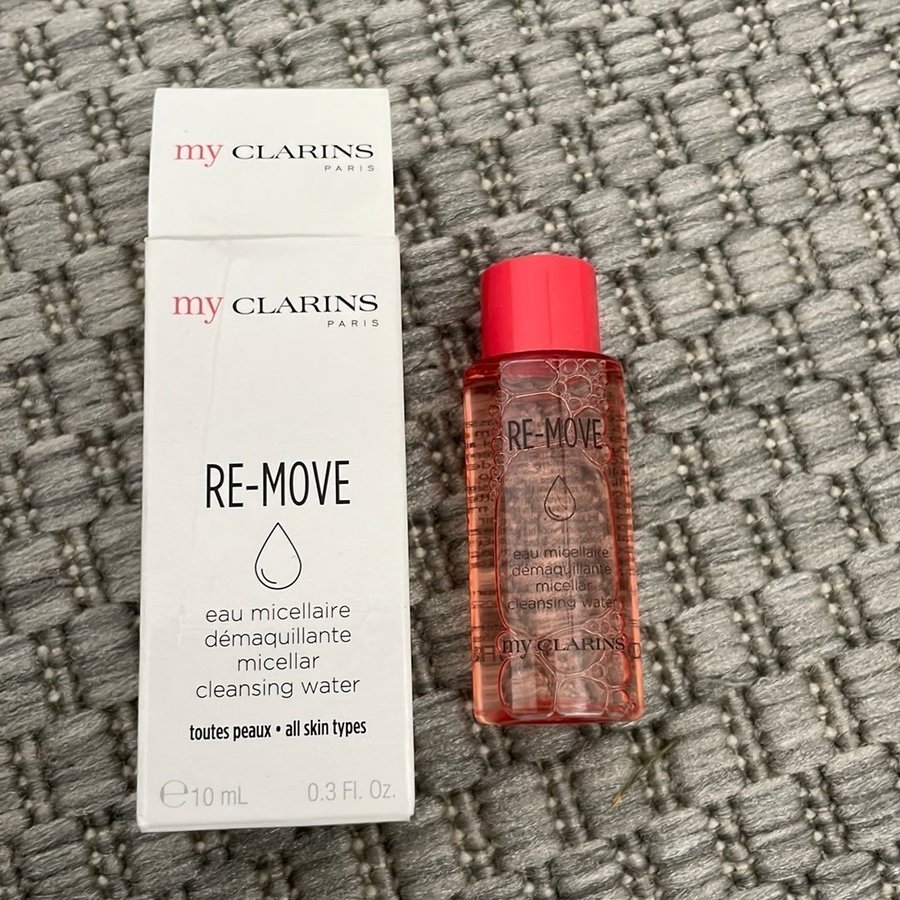 my CLARINS
PARIS
my CLARINS
PARIS
RE-MOVE
eau micellaire
démaquillante
micellar
cleansing water
toutes peaux • all skin types
℮10 mL 0.3 Fl. Oz.
RE-MOVE
eau micellaire
démaquillante
micellar
cleansing water
my CLARINS